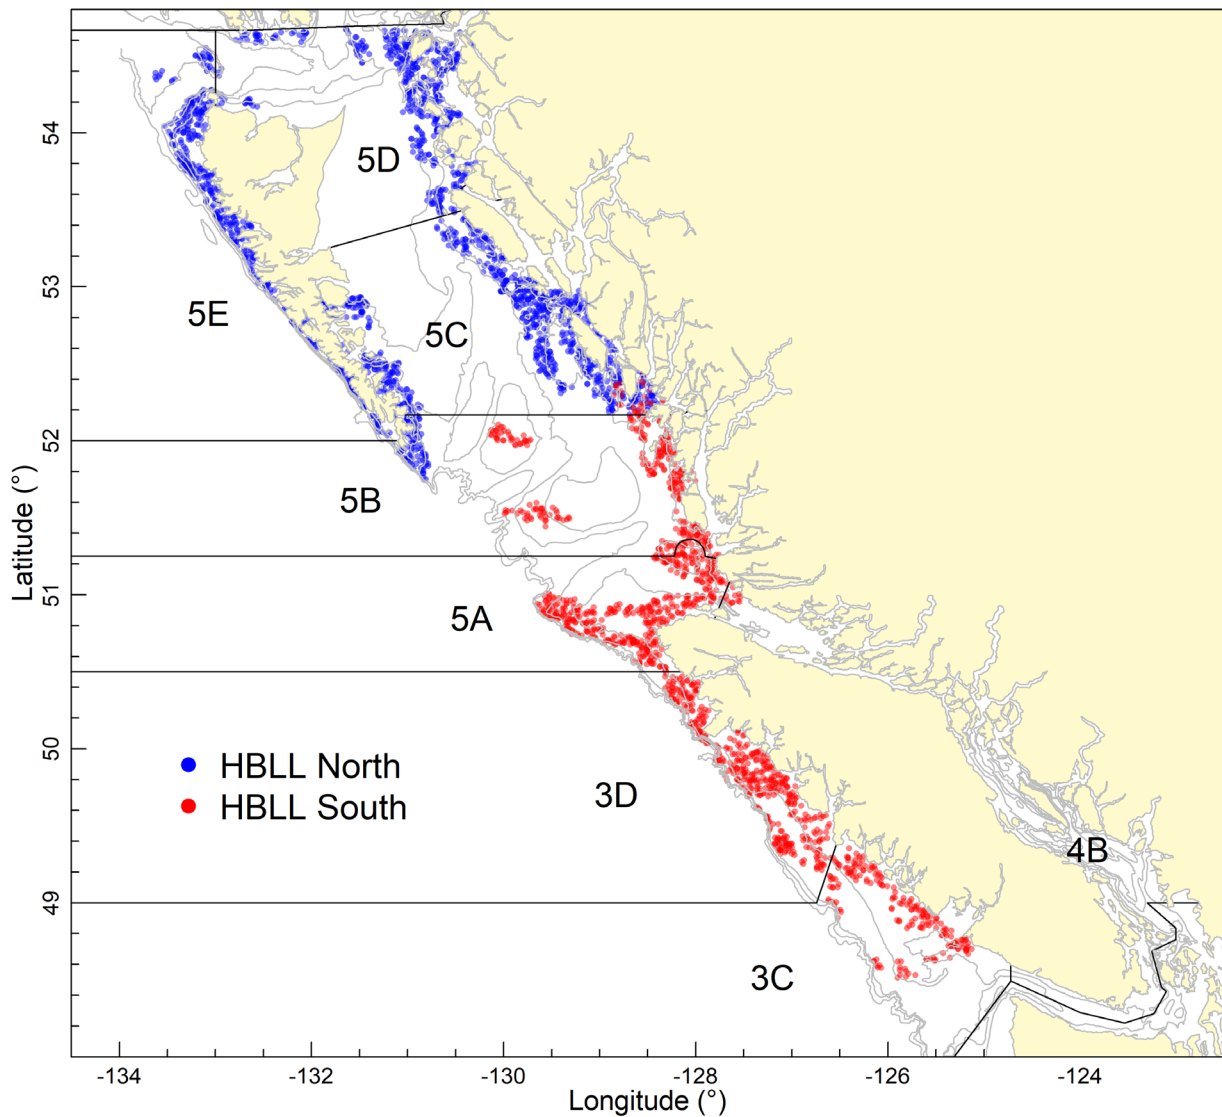 54
5D
53
5E
5C
52
5B
51
5A
50
HBLL North
HBLL South
3D
4B
49
3C
Latitude (°)
-134
-132
-130
-128
-126
-124
Longitude (°)